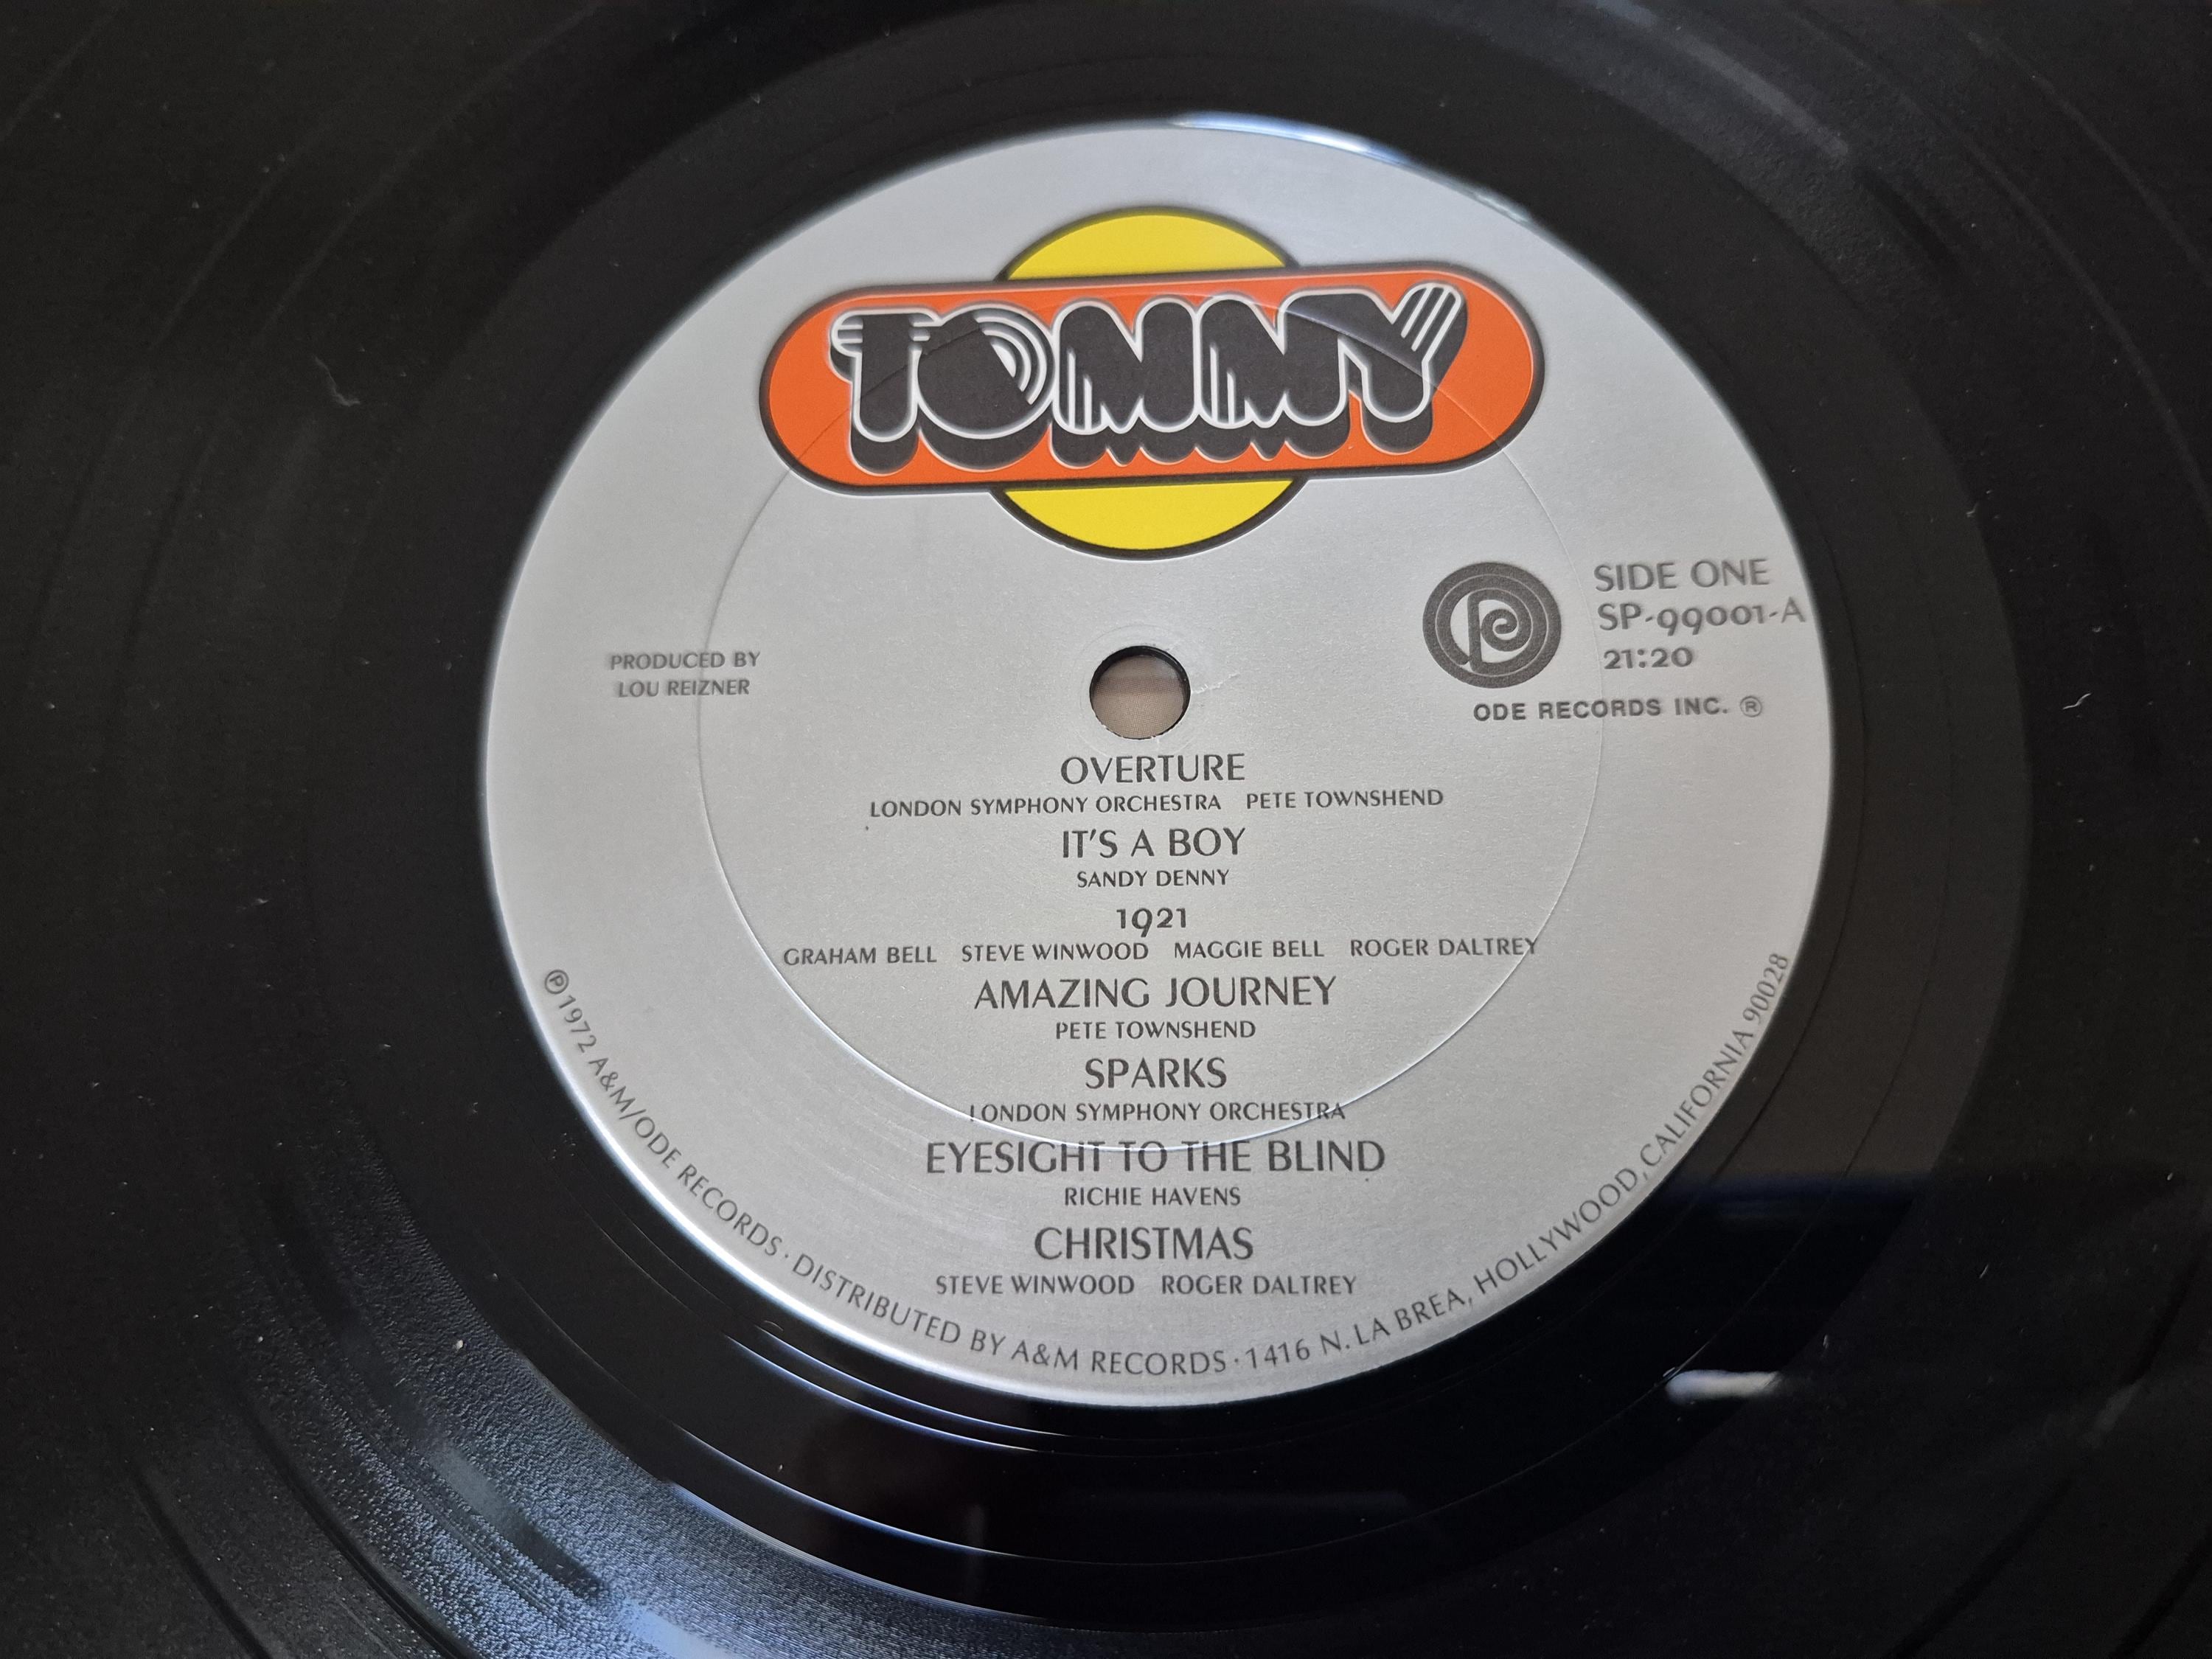 TOMMY
SIDE ONE
SP-99001-A
21:20
ODE RECORDS INC. ®
PRODUCED BY
LOU REIZNER
OVERTURE
LONDON SYMPHONY ORCHESTRA PETE TOWNSHEND
IT'S A BOY
SANDY DENNY
1921
GRAHAM BELL STEVE WINWOOD MAGGIE BELL ROGER DALTREY
AMAZING JOURNEY
PETE TOWNSHEND
SPARKS
LONDON SYMPHONY ORCHESTRA
EYESIGHT TO THE BLIND
RICHIE HAVENS
CHRISTMAS
STEVE WINWOOD ROGER DALTREY
℗1972 A&M/ODE RECORDS · DISTRIBUTED BY A&M RECORDS · 1416 N. LA BREA, HOLLYWOOD, CALIFORNIA 90028